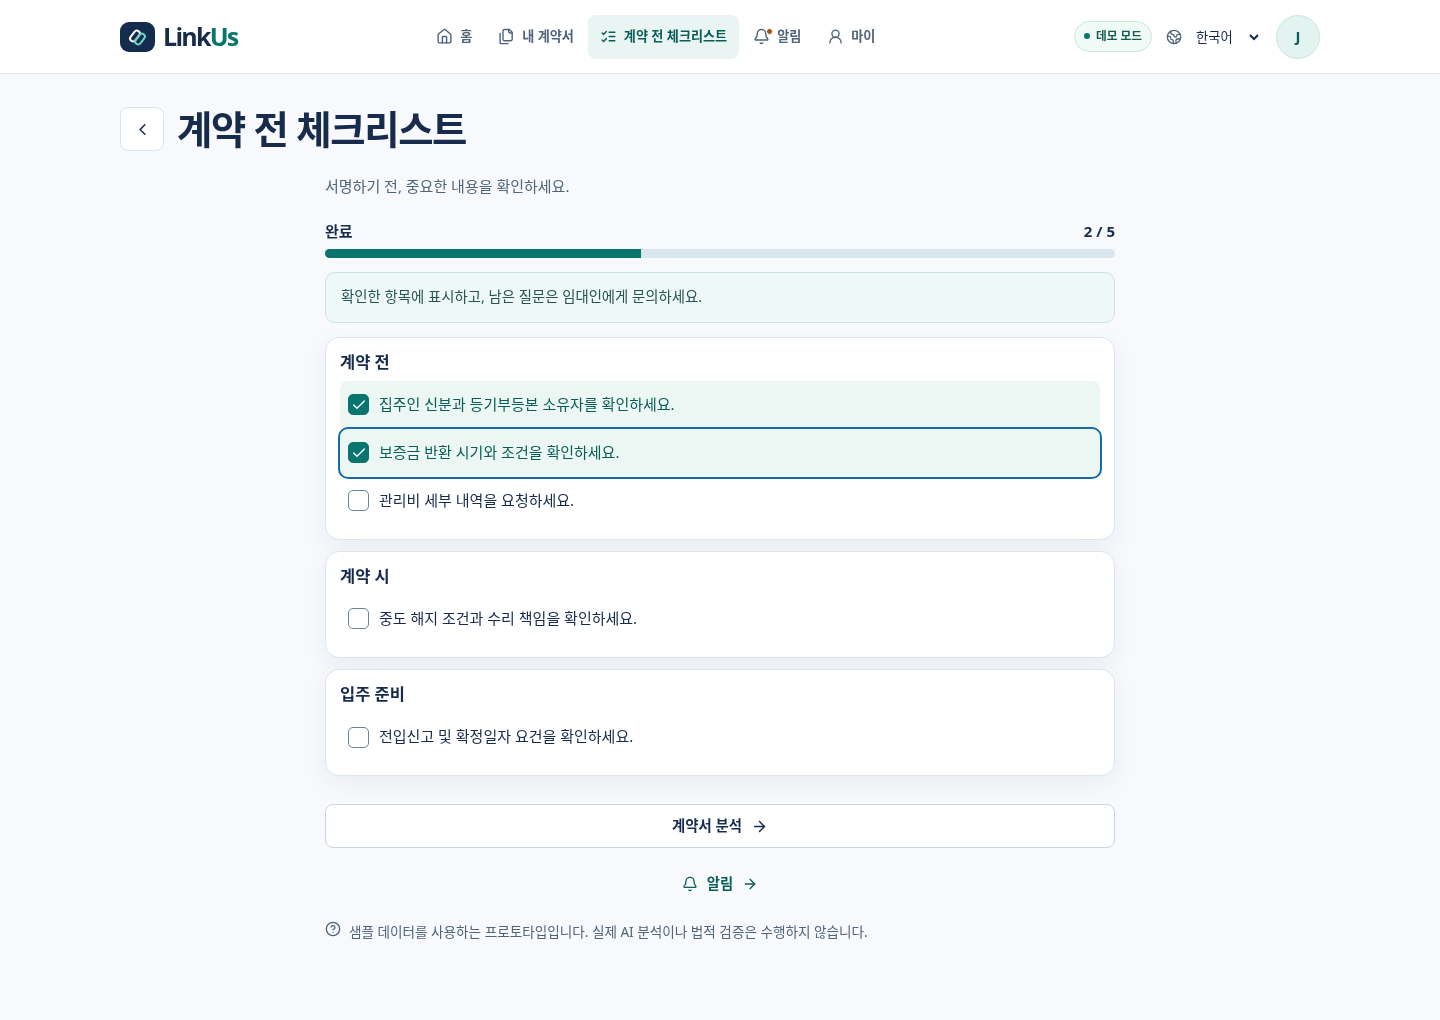 LinkUs
홈
내 계약서
계약 전 체크리스트
알림
마이
데모 모드
한국어
J
계약 전 체크리스트
서명하기 전, 중요한 내용을 확인하세요.
완료
2 / 5
확인한 항목에 표시하고, 남은 질문은 임대인에게 문의하세요.
계약 전
집주인 신분과 등기부등본 소유자를 확인하세요.
보증금 반환 시기와 조건을 확인하세요.
관리비 세부 내역을 요청하세요.
계약 시
중도 해지 조건과 수리 책임을 확인하세요.
입주 준비
전입신고 및 확정일자 요건을 확인하세요.
계약서 분석
알림
샘플 데이터를 사용하는 프로토타입입니다. 실제 AI 분석이나 법적 검증은 수행하지 않습니다.